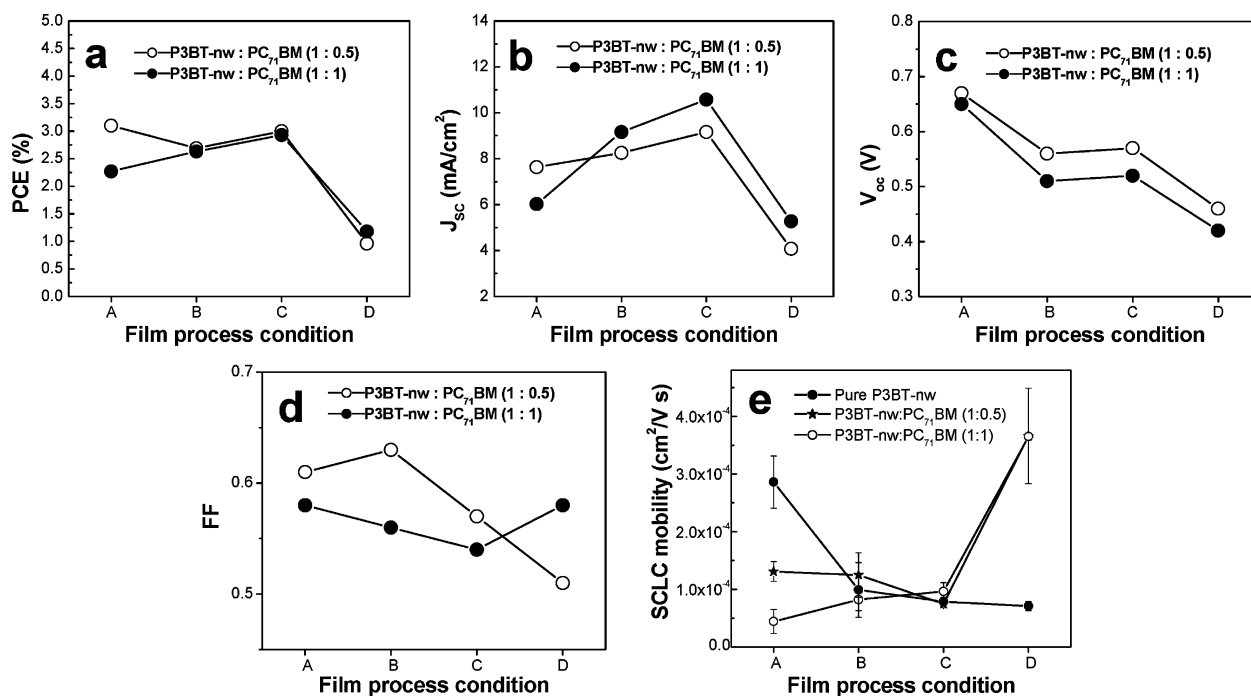 a
P3BT-nw : PC71BM (1 : 0.5)
P3BT-nw : PC71BM (1 : 1)
5.0
4.5
4.0
3.5
3.0
2.5
2.0
1.5
1.0
0.5
0.0
PCE (%)
A B C D
Film process condition
b
P3BT-nw : PC71BM (1 : 0.5)
P3BT-nw : PC71BM (1 : 1)
14
12
10
8
6
4
2
JSC (mA/cm2)
A B C D
Film process condition
c
P3BT-nw : PC71BM (1 : 0.5)
P3BT-nw : PC71BM (1 : 1)
0.8
0.7
0.6
0.5
0.4
0.3
Voc (V)
A B C D
Film process condition
d
P3BT-nw : PC71BM (1 : 0.5)
P3BT-nw : PC71BM (1 : 1)
0.7
0.6
0.5
FF
A B C D
Film process condition
e
Pure P3BT-nw
P3BT-nw:PC71BM (1:0.5)
P3BT-nw:PC71BM (1:1)
4.0x10-4
3.0x10-4
2.0x10-4
1.0x10-4
0.0
SCLC mobility (cm2/V s)
A B C D
Film process condition